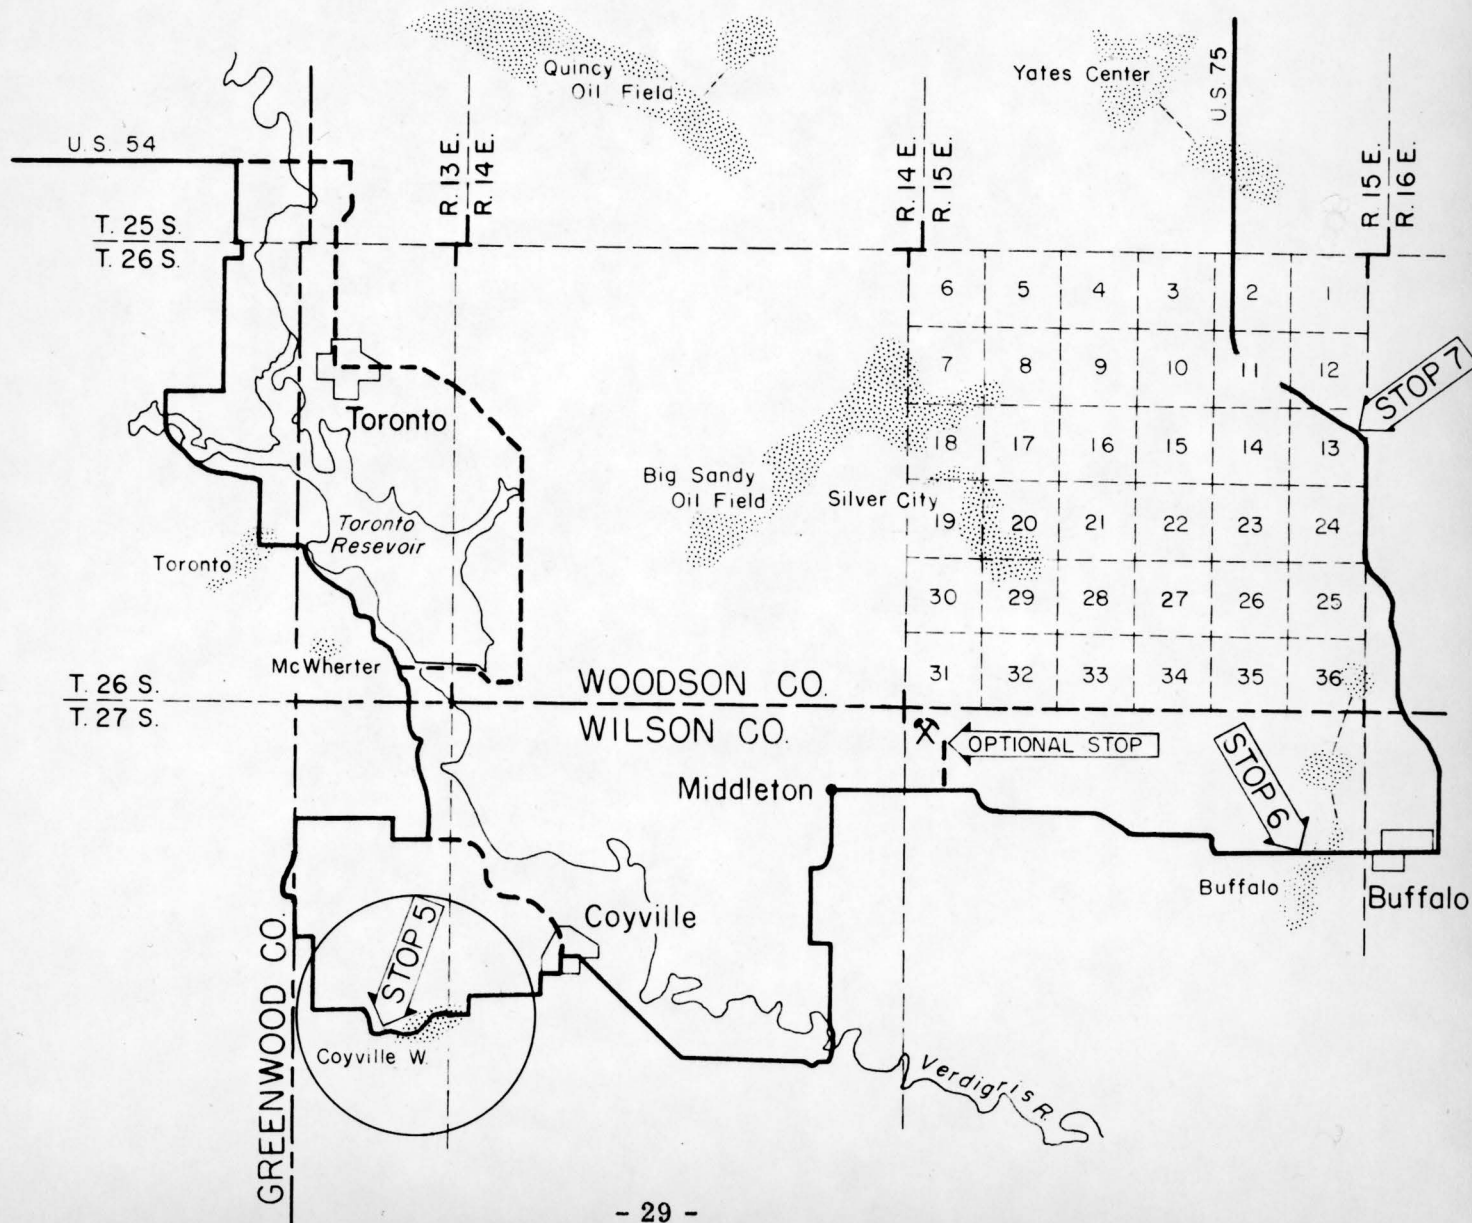 Quincy
Oil Field
Yates Center
U.S. 75
U.S. 54
R. 13 E.
R. 14 E.
R. 14 E.
R. 15 E.
R. 15 E.
R. 16 E.
T. 25 S.
T. 26 S.
6 5 4 3 2 1
7 8 9 10 11 12
STOP 7
Toronto
18 17 16 15 14 13
Big Sandy
Oil Field
Silver City
19 20 21 22 23 24
Toronto
Resevoir
Toronto
30 29 28 27 26 25
McWherter
31 32 33 34 35 36
T. 26 S.
T. 27 S.
WOODSON CO.
WILSON CO.
OPTIONAL STOP
STOP 6
Middleton
Buffalo
Buffalo
Coyville
STOP 5
GREENWOOD CO.
Coyville W.
Verdigris R.
- 29 -